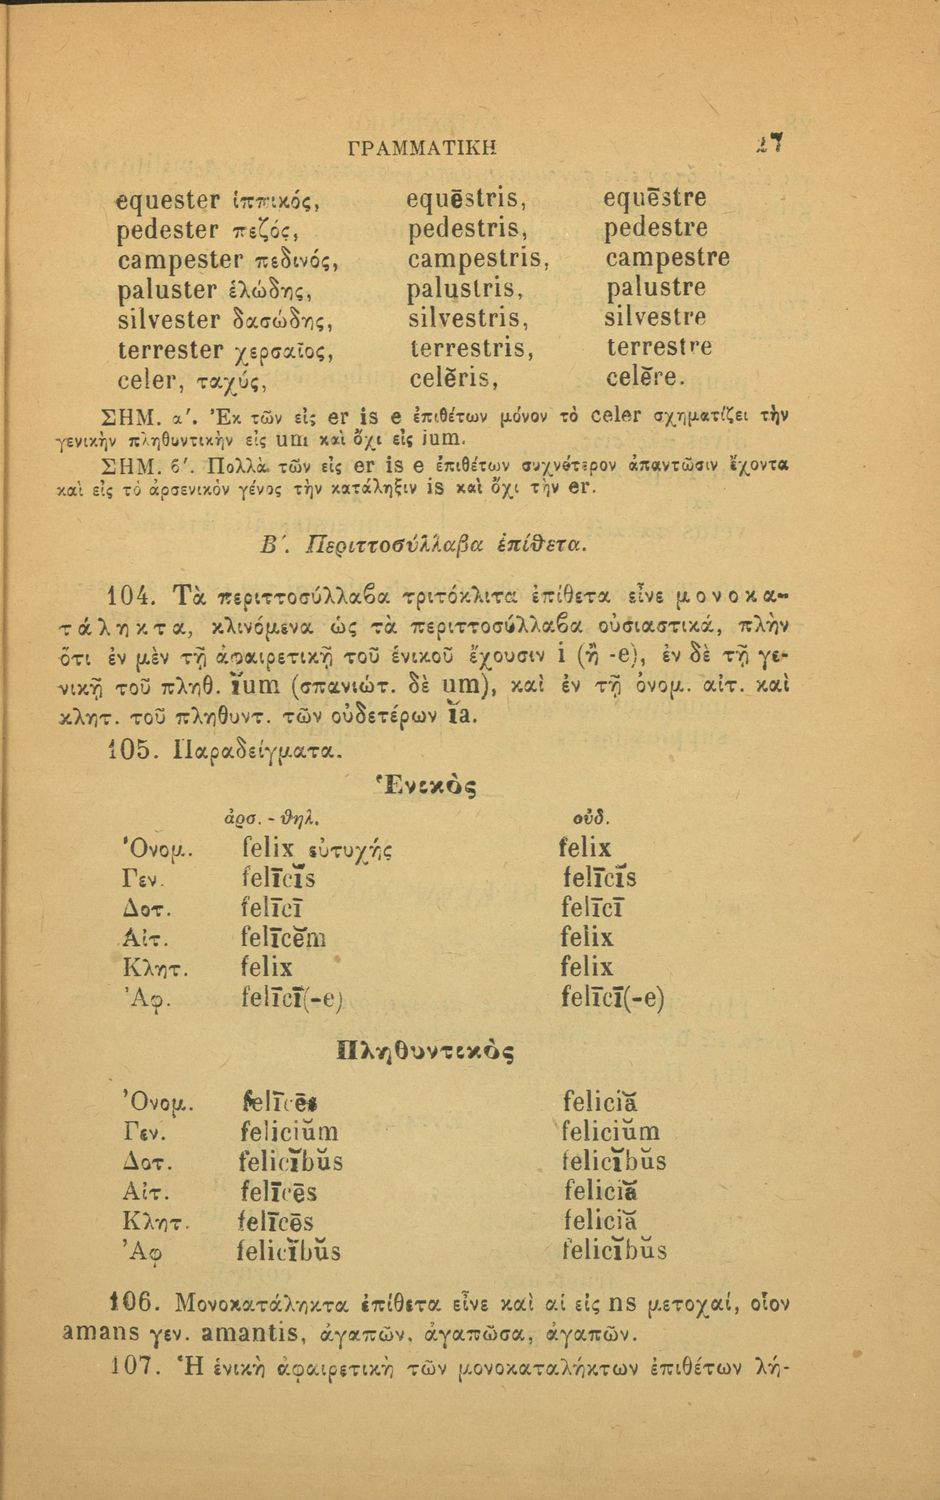 ΓΡΑΜΜΑΤΙΚΗ 27
equester ἱππικός, equēstris, equēstre
pedester πεζός, pedestris, pedestre
campester πεδινός, campestris, campestre
paluster ἑλώδης, palustris, palustre
silvester δασώδης, silvestris, silvestre
terrester χερσαῖος, terrestris, terrestre
celer, ταχύς, celĕris, celĕre.
ΣΗΜ. α΄. Ἐκ τῶν εἰς er is e ἐπιθέτων μόνον τὸ celer σχηματίζει τὴν
γενικὴν πληθυντικὴν εἰς um καὶ ὄχι εἰς ium.
ΣΗΜ. ϐ΄. Πολλὰ τῶν εἰς er is e ἐπιθέτων συχνότερον ἀπαντῶσιν ἔχοντα
καὶ εἰς τὸ ἀρσενικὸν γένος τὴν κατάληξιν is καὶ ὄχι τὴν er.
Β΄. Περιττοσύλλαβα ἐπίθετα.
104. Τὰ περιττοσύλλαϐα τριτόκλιτα ἐπίθετα εἶνε μονοκα-
τάληκτα, κλινόμενα ὡς τὰ περιττοσύλλαϐα οὐσιαστικά, πλὴν
ὅτι ἐν μὲν τῇ ἀφαιρετικῇ τοῦ ἑνικοῦ ἔχουσιν i (ἢ -e), ἐν δὲ τῇ γε-
νικῇ τοῦ πληθ. ĭum (σπανιώτ. δὲ um), καὶ ἐν τῇ ὀνομ. αἰτ. καὶ
κλητ. τοῦ πληθυντ. τῶν οὐδετέρων ĭa.
105. Παραδείγματα.
Ἑνικὸς
ἀρσ. - θηλ. οὐδ.
Ὀνομ. felix εὐτυχής felix
Γεν. felīcĭs felīcĭs
Δοτ. felīcī felīcī
Αἰτ. felīcĕm felix
Κλητ. felix felix
Ἀφ. felīcī(-e) felīcī(-e)
Πληθυντικὸς
Ὀνομ. felīcēs feliciă
Γεν. feliciŭm feliciŭm
Δοτ. felicĭbŭs felicĭbŭs
Αἰτ. felīcēs feliciă
Κλητ. felīcēs feliciă
Ἀφ felicĭbŭs felicĭbŭs
106. Μονοκατάληκτα ἐπίθετα εἶνε καὶ αἱ εἰς ns μετοχαί, οἷον
amans γεν. amantis, ἀγαπῶν, ἀγαπῶσα, ἀγαπῶν.
107. Ἡ ἑνικὴ ἀφαιρετικὴ τῶν μονοκαταλήκτων ἐπιθέτων λή-